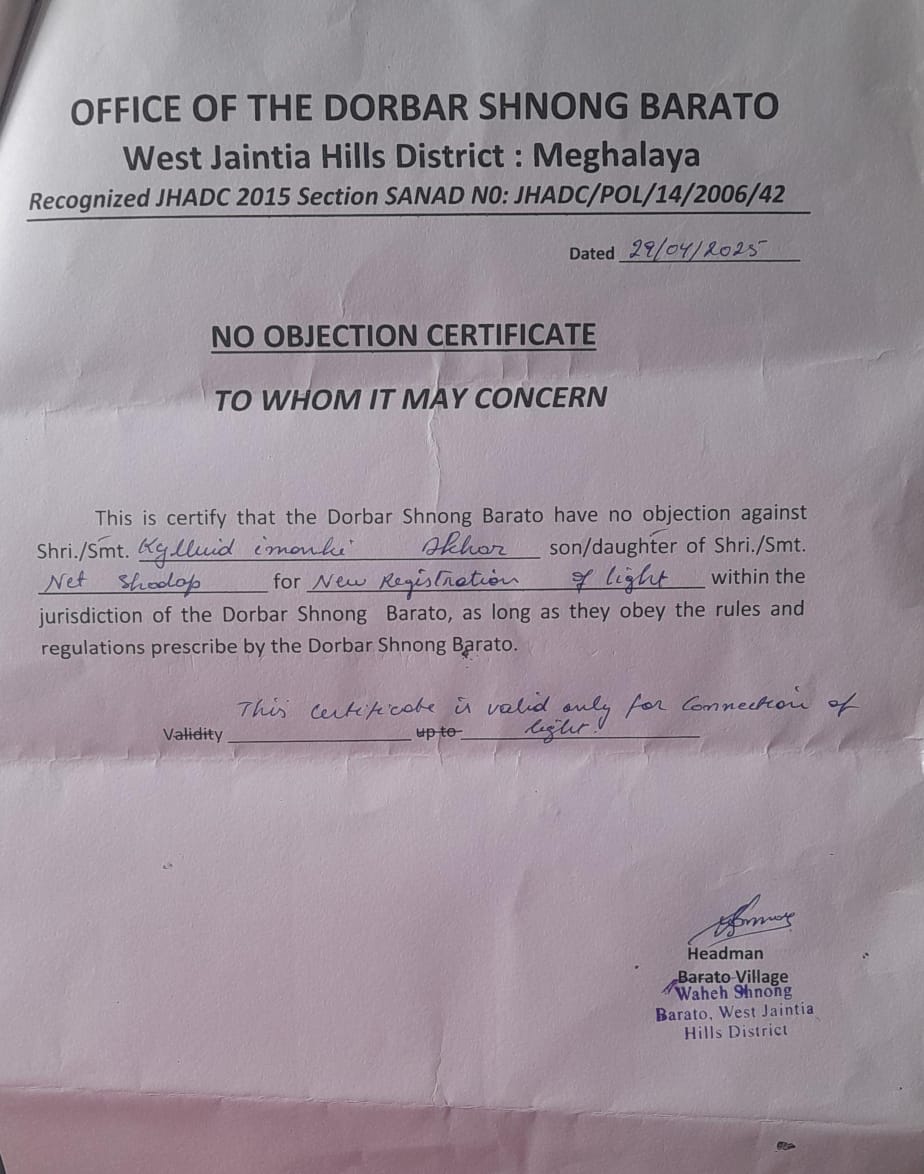 OFFICE OF THE DORBAR SHNONG BARATO
West Jaintia Hills District : Meghalaya
Recognized JHADC 2015 Section SANAD N0: JHADC/POL/14/2006/42
Dated 29/04/2025
NO OBJECTION CERTIFICATE
TO WHOM IT MAY CONCERN
This is certify that the Dorbar Shnong Barato have no objection against
Shri./Smt. Kylluid imonki Akhar son/daughter of Shri./Smt.
Net Shodap for New Registration of light within the
jurisdiction of the Dorbar Shnong Barato, as long as they obey the rules and
regulations prescribe by the Dorbar Shnong Barato.
This certificate is valid only for Connection of
Validity up to light.
Headman
Barato Village
Waheh Shnong
Barato, West Jaintia
Hills District